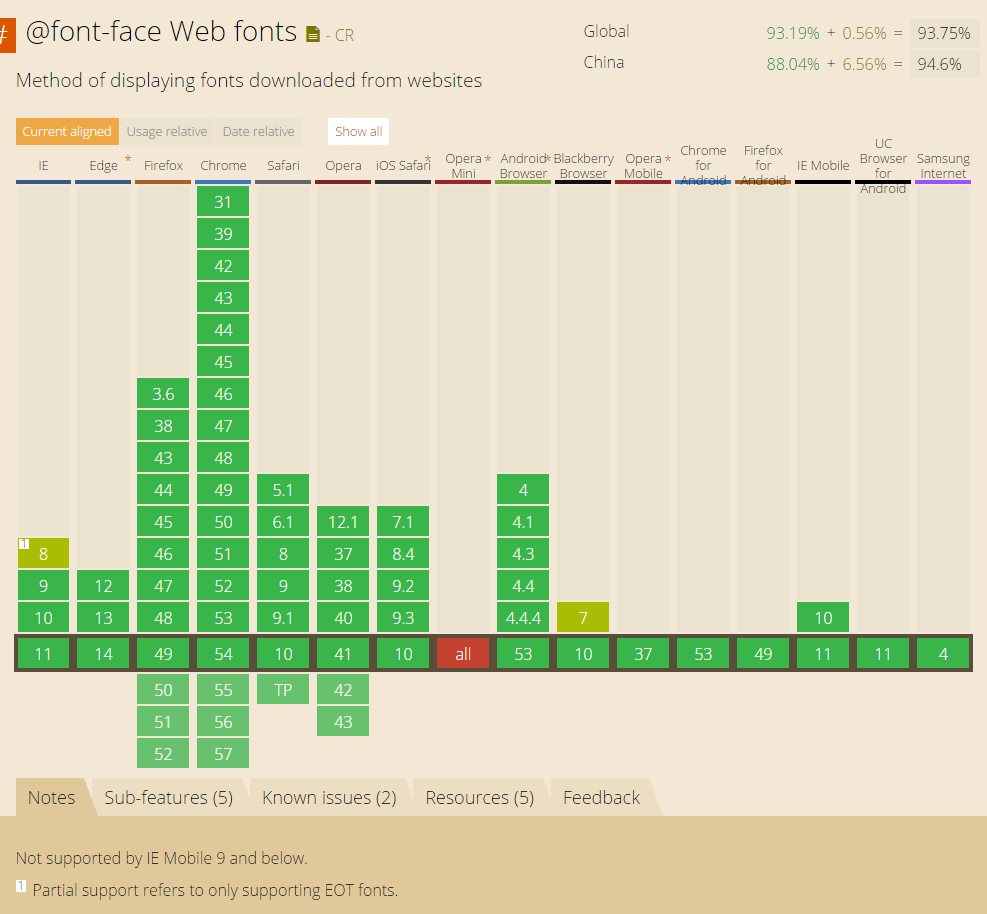 # @font-face Web fonts - CR
Global 93.19% + 0.56% = 93.75%
China 88.04% + 6.56% = 94.6%
Method of displaying fonts downloaded from websites
Current aligned Usage relative Date relative Show all
IE Edge * Firefox Chrome Safari Opera iOS Safari * Opera Mini * Android Browser * Blackberry Browser Opera Mobile * Chrome for Android Firefox for Android IE Mobile UC Browser for Android Samsung Internet
31
39
42
43
44
45
3.6 46
38 47
43 48
44 49 5.1 4
45 50 6.1 12.1 7.1 4.1
1 8 46 51 8 37 8.4 4.3
9 12 47 52 9 38 9.2 4.4
10 13 48 53 9.1 40 9.3 4.4.4 7 10
11 14 49 54 10 41 10 all 53 10 37 53 49 11 11 4
50 55 TP 42
51 56 43
52 57
Notes Sub-features (5) Known issues (2) Resources (5) Feedback
Not supported by IE Mobile 9 and below.
1 Partial support refers to only supporting EOT fonts.